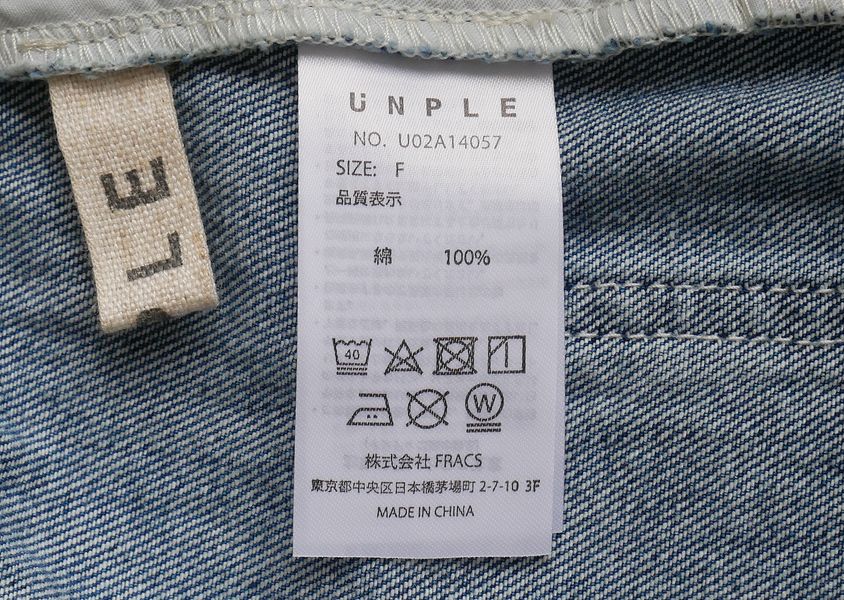 LE
ÜNPLE
NO. U02A14057
SIZE: F
品質表示
綿 100%
40
W
株式会社 FRACS
東京都中央区日本橋茅場町 2-7-10 3F
MADE IN CHINA